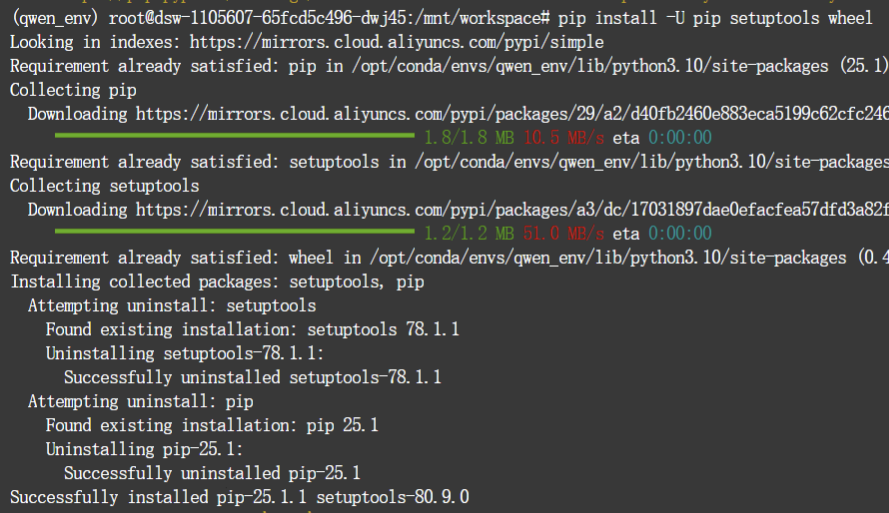 (qwen_env) root@dsw-1105607-65fcd5c496-dwj45:/mnt/workspace# pip install -U pip setuptools wheel
Looking in indexes: https://mirrors.cloud.aliyuncs.com/pypi/simple
Requirement already satisfied: pip in /opt/conda/envs/qwen_env/lib/python3.10/site-packages (25.1)
Collecting pip
Downloading https://mirrors.cloud.aliyuncs.com/pypi/packages/29/a2/d40fb2460e883eca5199c62cfc246
1.8/1.8 MB 10.5 MB/s eta 0:00:00
Requirement already satisfied: setuptools in /opt/conda/envs/qwen_env/lib/python3.10/site-packages
Collecting setuptools
Downloading https://mirrors.cloud.aliyuncs.com/pypi/packages/a3/dc/17031897dae0efacfea57dfd3a82f
1.2/1.2 MB 51.0 MB/s eta 0:00:00
Requirement already satisfied: wheel in /opt/conda/envs/qwen_env/lib/python3.10/site-packages (0.4
Installing collected packages: setuptools, pip
Attempting uninstall: setuptools
Found existing installation: setuptools 78.1.1
Uninstalling setuptools-78.1.1:
Successfully uninstalled setuptools-78.1.1
Attempting uninstall: pip
Found existing installation: pip 25.1
Uninstalling pip-25.1:
Successfully uninstalled pip-25.1
Successfully installed pip-25.1.1 setuptools-80.9.0